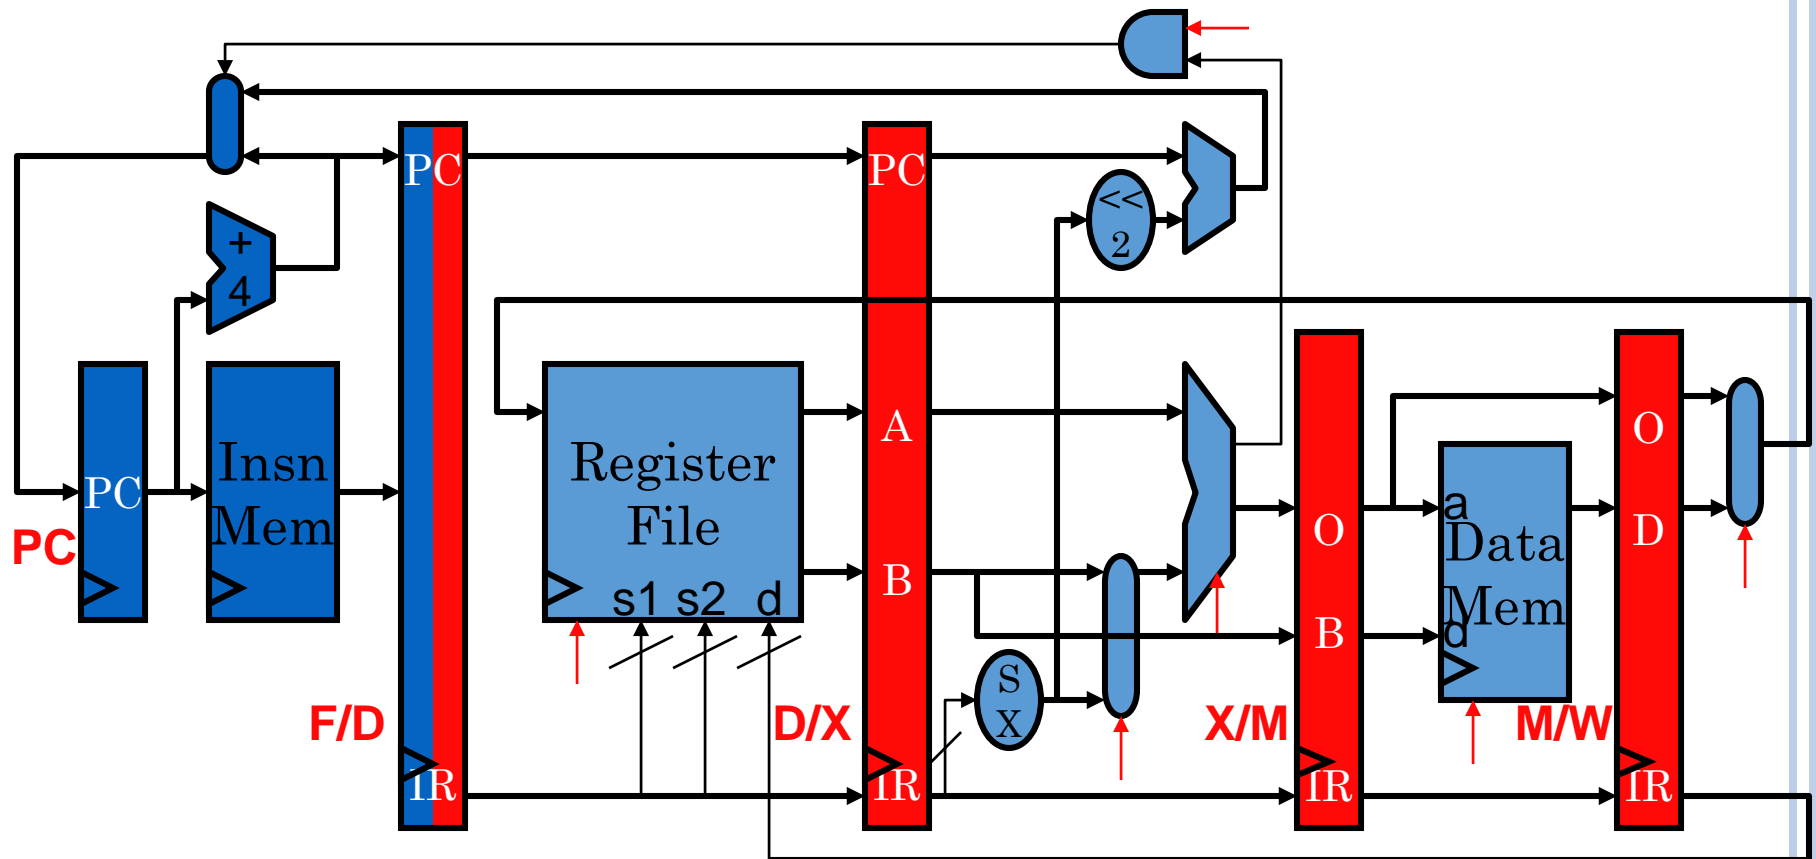 PC
PC
<<
2
+
4
Insn
Mem
PC
PC
Register
File
s1 s2 d
A
B
O
B
a
Data
Mem
d
O
D
S
X
F/D
D/X
X/M
M/W
IR
IR
IR
IR